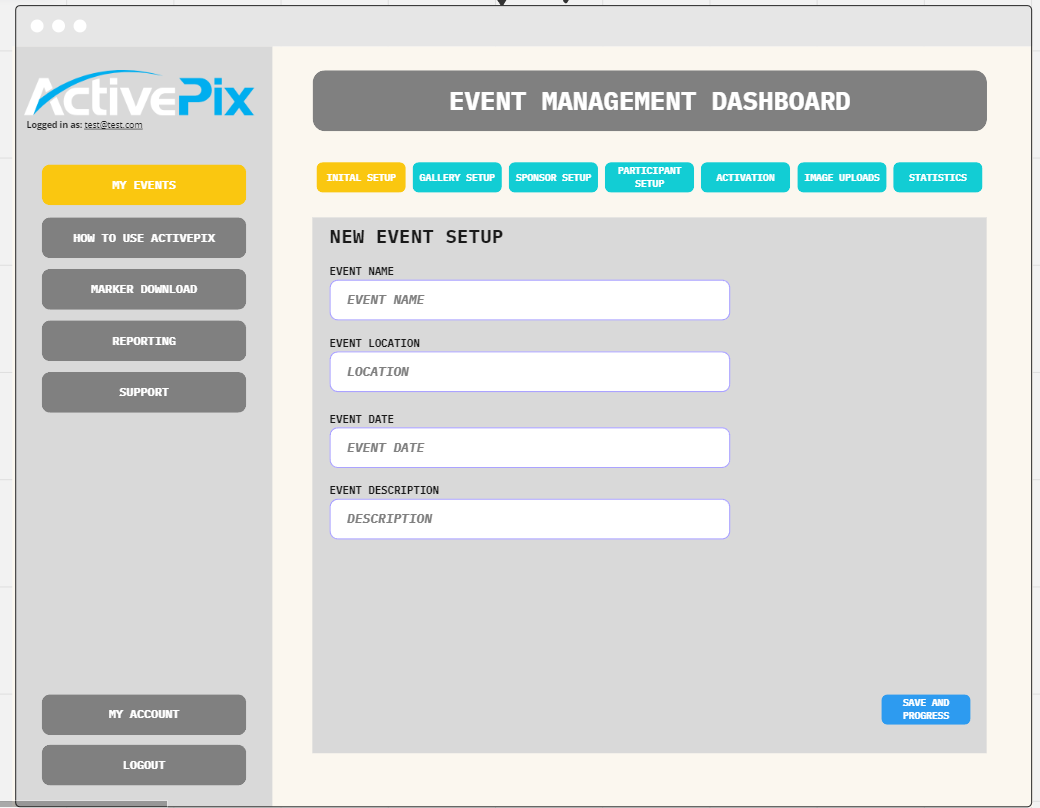 ActivePix
Logged in as: test@test.com
MY EVENTS
HOW TO USE ACTIVEPIX
MARKER DOWNLOAD
REPORTING
SUPPORT
MY ACCOUNT
LOGOUT
EVENT MANAGEMENT DASHBOARD
INITAL SETUP
GALLERY SETUP
SPONSOR SETUP
PARTICIPANT
SETUP
ACTIVATION
IMAGE UPLOADS
STATISTICS
NEW EVENT SETUP
EVENT NAME
EVENT NAME
EVENT LOCATION
LOCATION
EVENT DATE
EVENT DATE
EVENT DESCRIPTION
DESCRIPTION
SAVE AND
PROGRESS